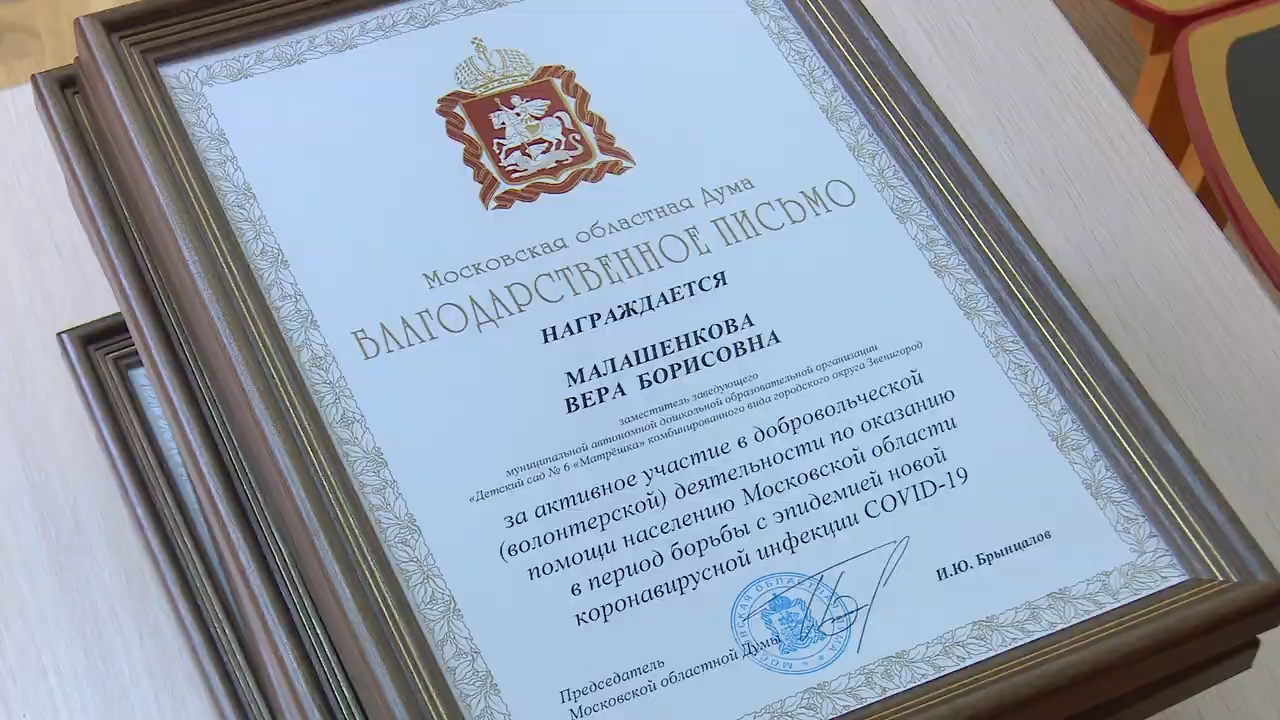 Московская областная Дума
БЛАГОДАРСТВЕННОЕ ПИСЬМО
НАГРАЖДАЕТСЯ
МАЛАШЕНКОВА
ВЕРА БОРИСОВНА
заместитель заведующего
муниципальной автономной дошкольной образовательной организации
«Детский сад № 6 «Матрёшка» комбинированного вида городского округа Звенигород
за активное участие в добровольческой
(волонтерской) деятельности по оказанию
помощи населению Московской области
в период борьбы с эпидемией новой
коронавирусной инфекции COVID-19
Председатель
Московской областной Думы
И.Ю. Брынцалов